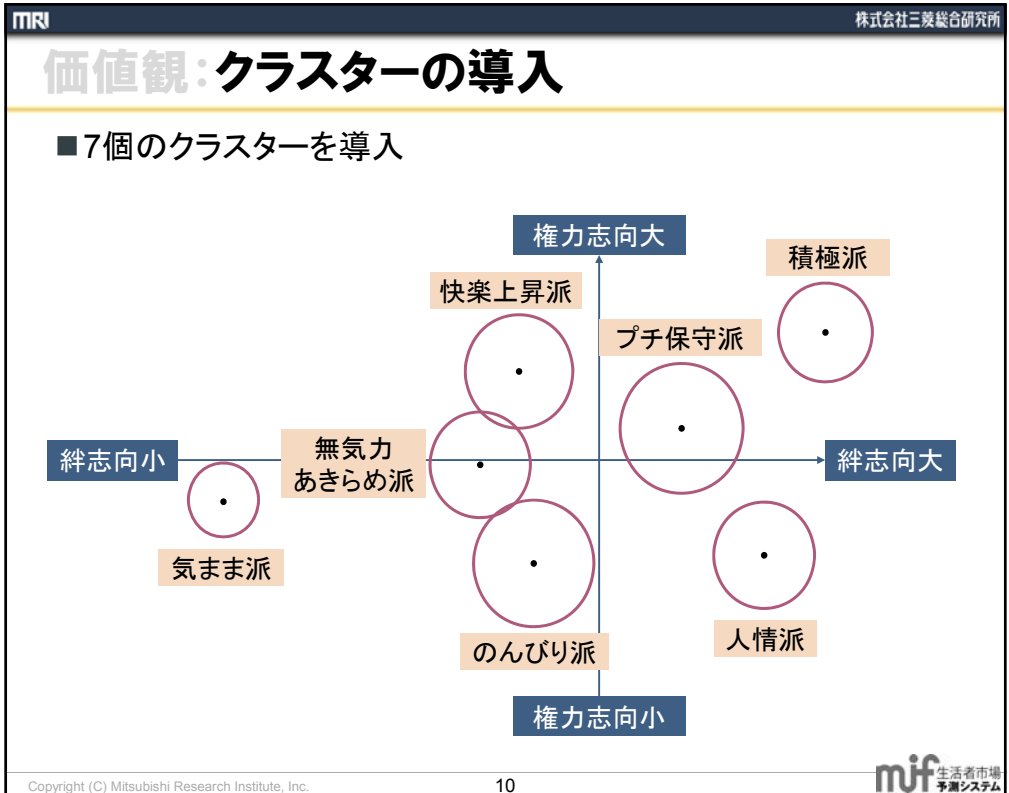 MRI
株式会社三菱総合研究所
価値観:クラスターの導入
■7個のクラスターを導入
権力志向大
積極派
快楽上昇派
プチ保守派
絆志向小
無気力
あきらめ派
絆志向大
気まま派
のんびり派
人情派
権力志向小
Copyright (C) Mitsubishi Research Institute, Inc.
10
mif 生活者市場
予測システム